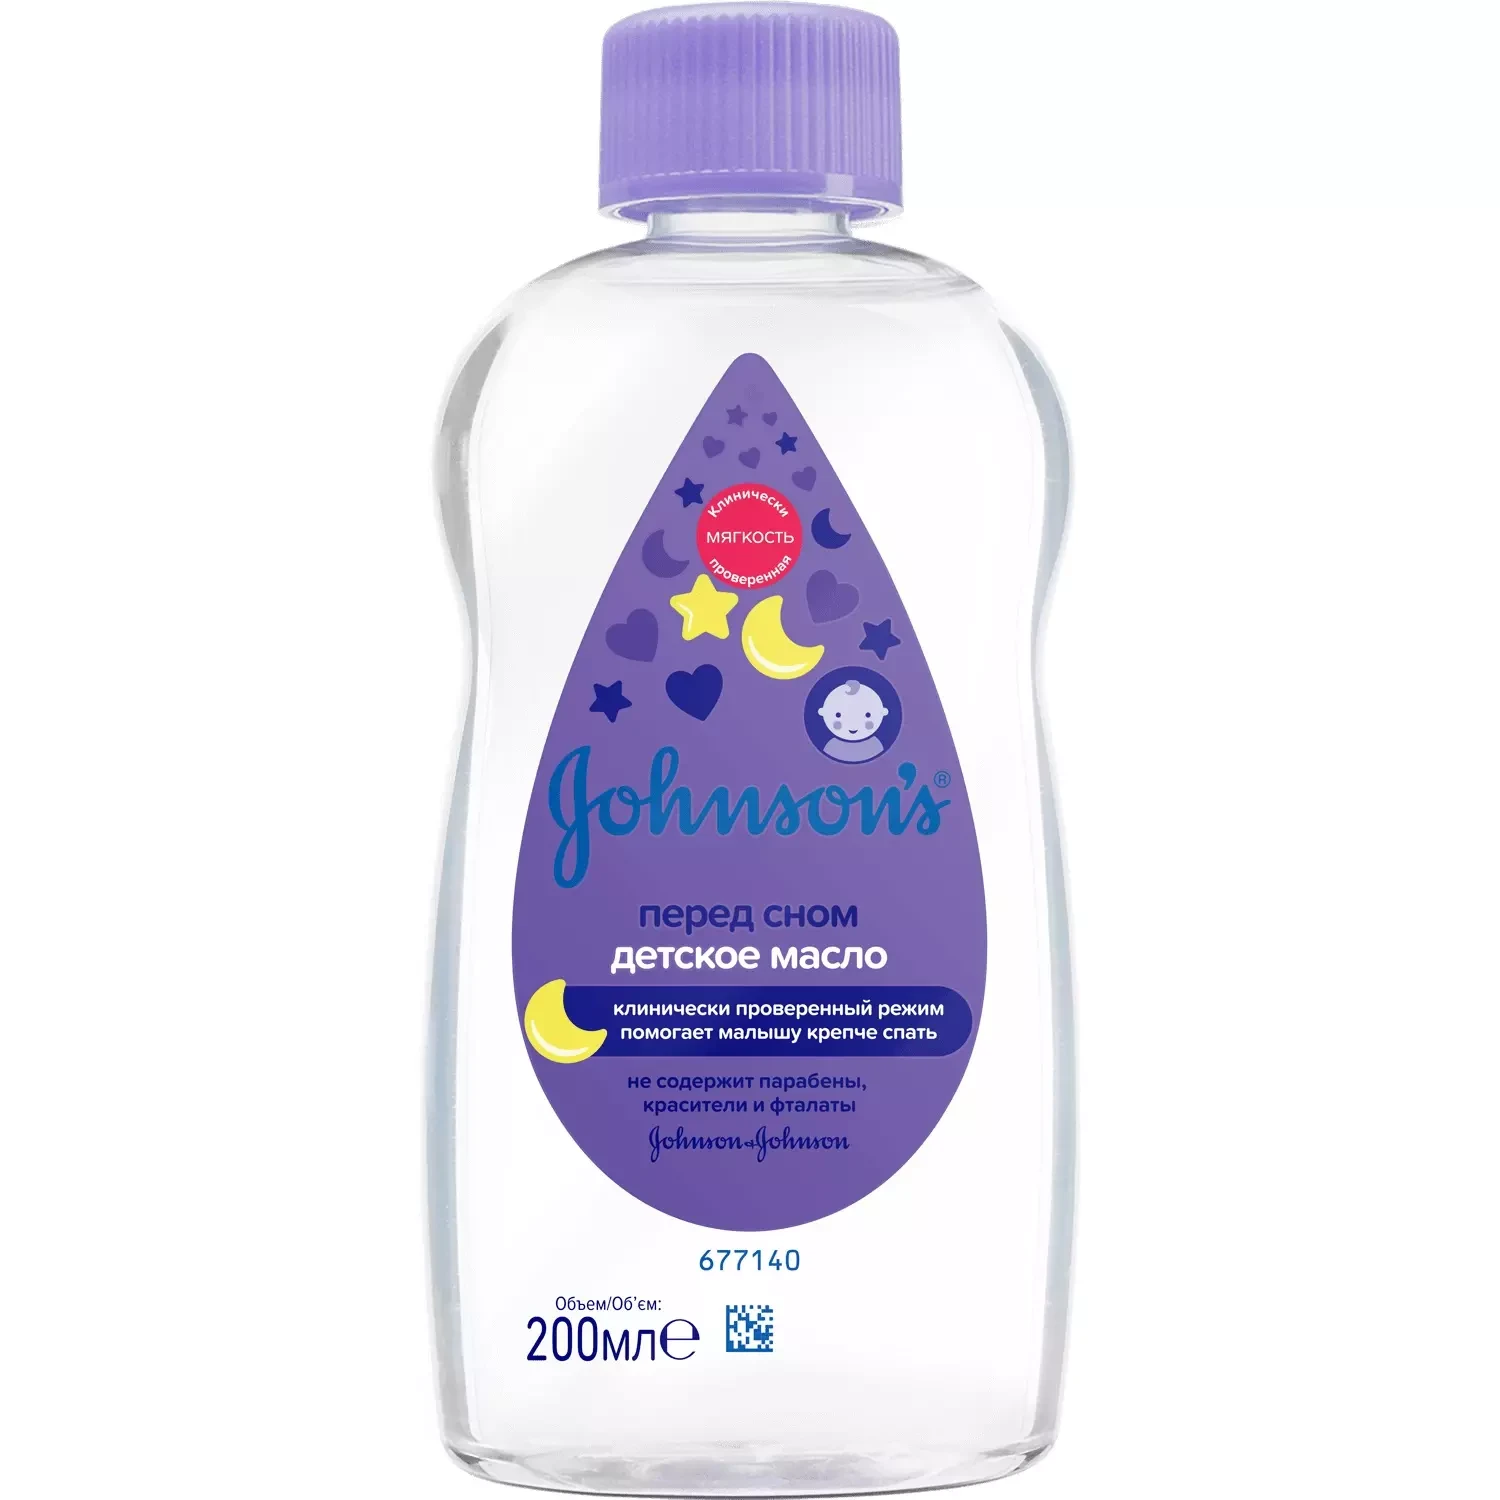 Клинически
МЯГКОСТЬ
проверенная
Johnson's®
перед сном
детское масло
клинически проверенный режим
помогает малышу крепче спать
не содержит парабены,
красители и фталаты
Johnson & Johnson
677140
Объем/Об'єм:
200мл ℮